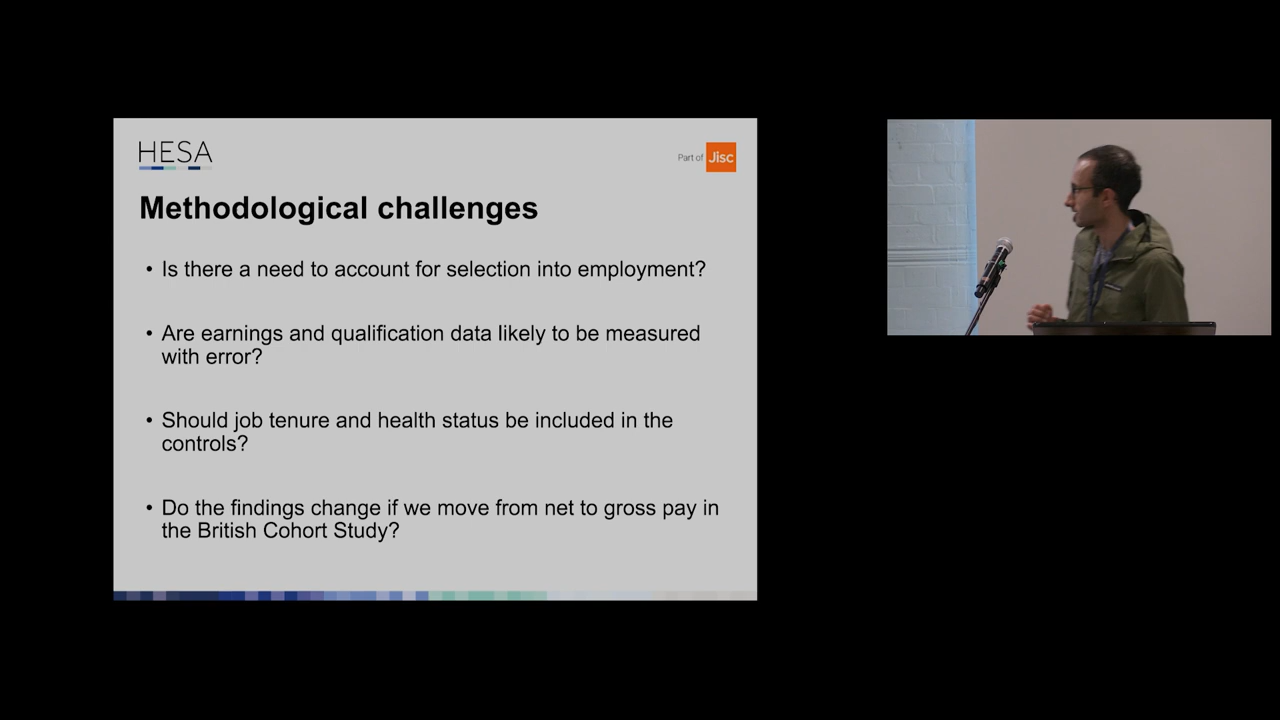 HESA
Part of Jisc
Methodological challenges
• Is there a need to account for selection into employment?
• Are earnings and qualification data likely to be measured
with error?
• Should job tenure and health status be included in the
controls?
• Do the findings change if we move from net to gross pay in
the British Cohort Study?